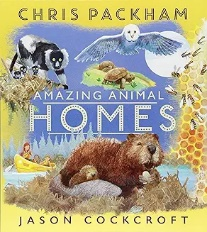 CHRIS PACKHAM
AMAZING ANIMAL
HOMES
JASON COCKCROFT